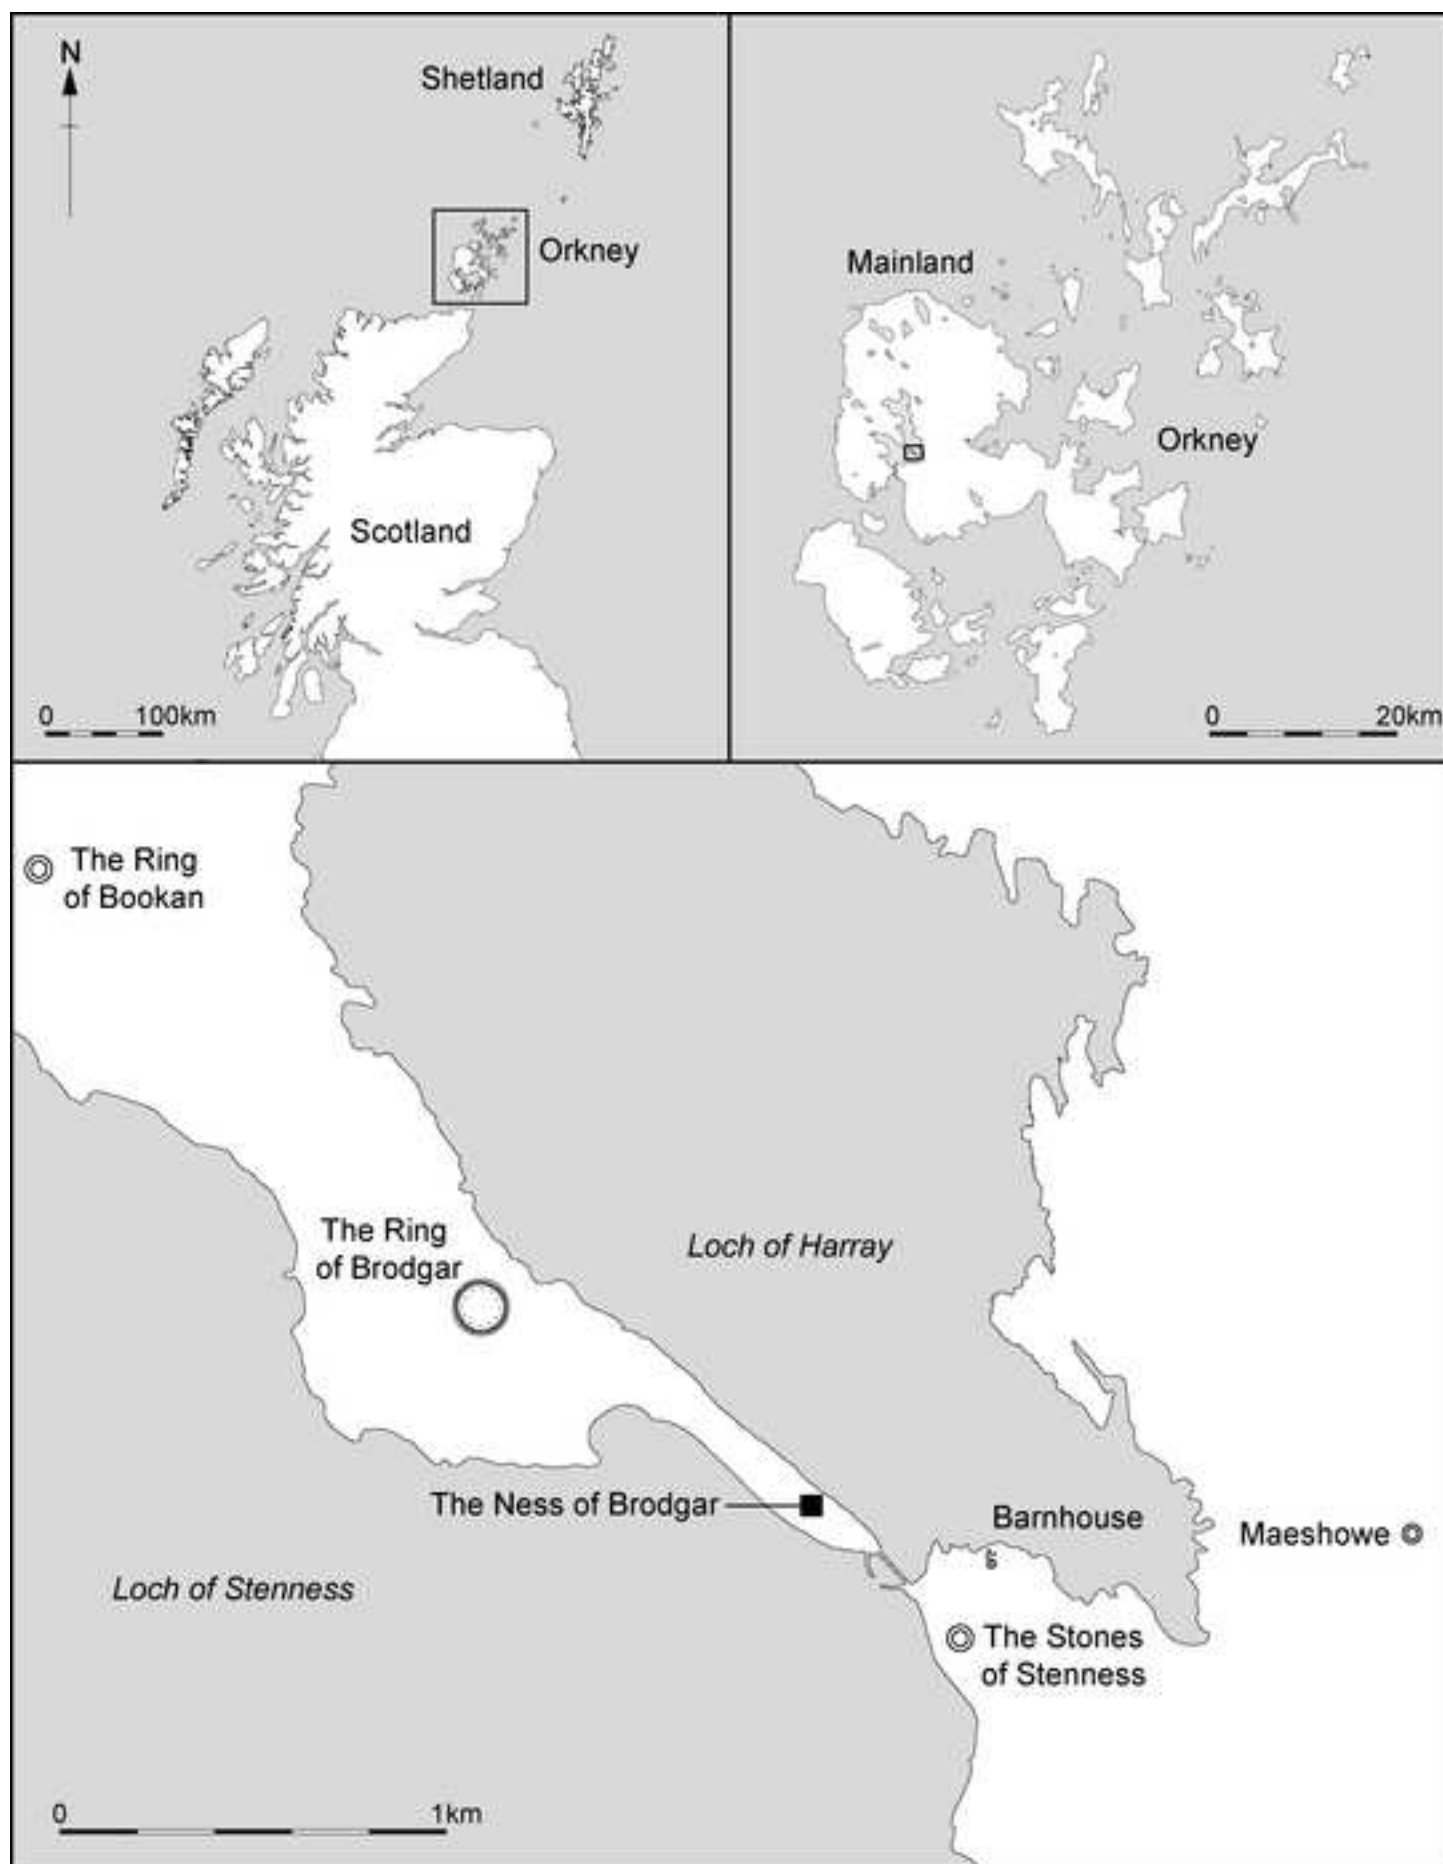 N
Shetland
Orkney
Scotland
0 100km
Mainland
Orkney
0 20km
The Ring
of Bookan
The Ring
of Brodgar
Loch of Harray
The Ness of Brodgar
Barnhouse
Maeshowe
Loch of Stenness
The Stones
of Stenness
0 1km